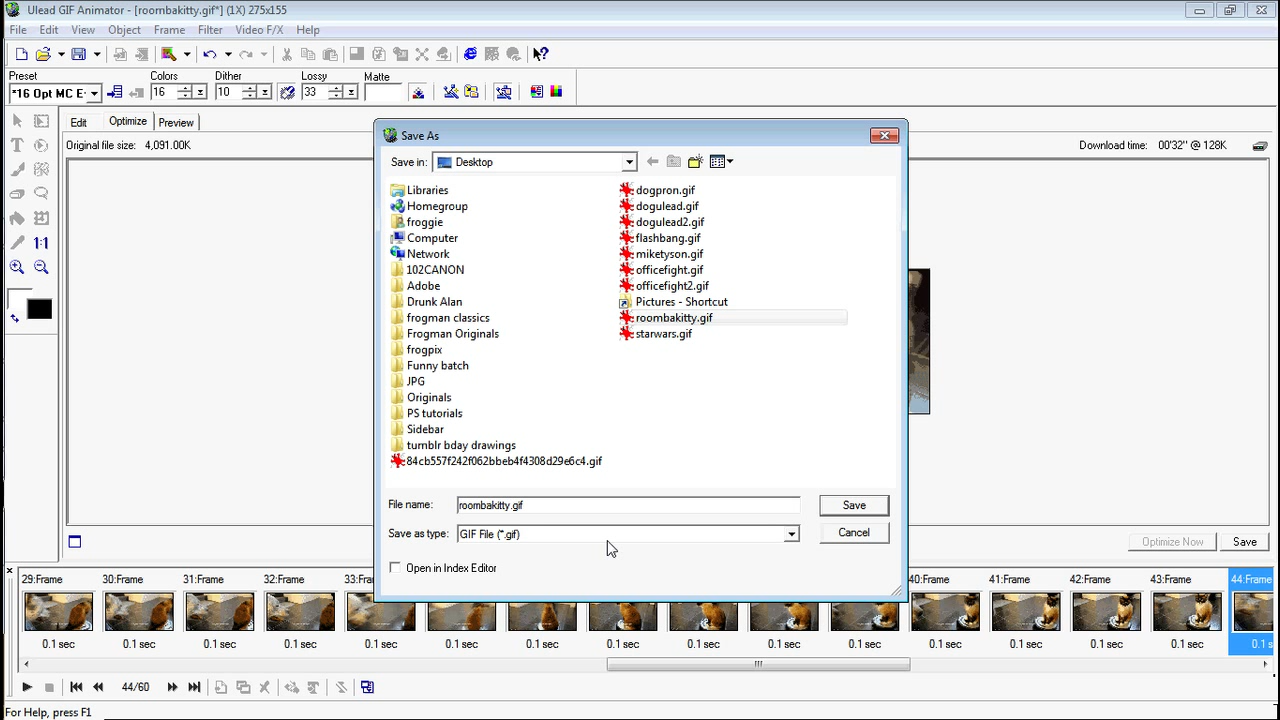 Ulead GIF Animator - [roombakitty.gif*] (1X) 275x155
File Edit View Object Frame Filter Video F/X Help
Preset Colors Dither Lossy Matte
*16 Opt MC E 16 10 33
Edit Optimize Preview
Original file size: 4,091.00K
Download time: 00'32" @ 128K
1:1
Save As
Save in: Desktop
Libraries
Homegroup
froggie
Computer
Network
102CANON
Adobe
Drunk Alan
frogman classics
Frogman Originals
frogpix
Funny batch
JPG
Originals
PS tutorials
Sidebar
tumblr bday drawings
84cb557f242f062bbeb4f4308d29e6c4.gif
dogpron.gif
dogulead.gif
dogulead2.gif
flashbang.gif
miketyson.gif
officefight.gif
officefight2.gif
Pictures - Shortcut
roombakitty.gif
starwars.gif
File name: roombakitty.gif Save
Save as type: GIF File (*.gif) Cancel
Open in Index Editor
Optimize Now Save
29:Frame 30:Frame 31:Frame 32:Frame 33: 40:Frame 41:Frame 42:Frame 43:Frame 44:Frame
0.1 sec 0.1 sec 0.1 sec 0.1 sec 0.1 sec 0.1 sec 0.1 sec 0.1 sec 0.1 sec 0.1 sec 0.1 sec 0.1 sec 0.1 sec 0.1 sec 0.1 sec 0.1 s
44/60
For Help, press F1